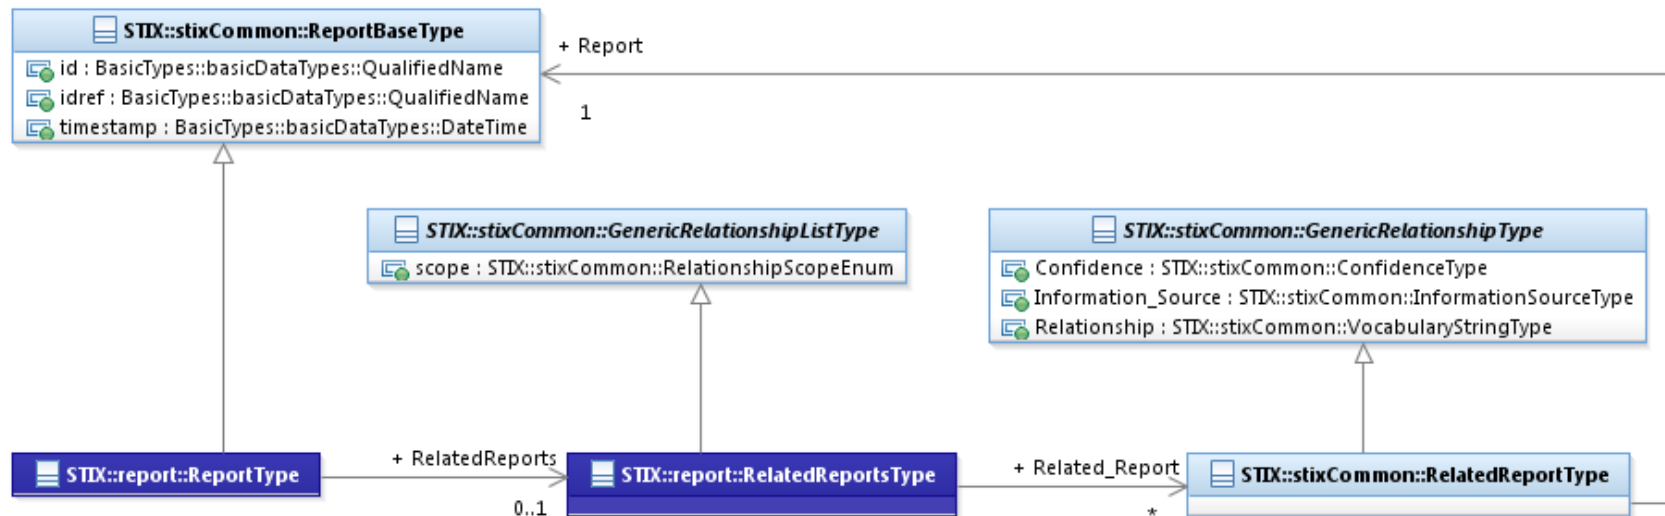 STIX::stixCommon::ReportBaseType
id : BasicTypes::basicDataTypes::QualifiedName
idref : BasicTypes::basicDataTypes::QualifiedName
timestamp : BasicTypes::basicDataTypes::DateTime
+ Report
1
STIX::stixCommon::GenericRelationshipListType
scope : STIX::stixCommon::RelationshipScopeEnum
STIX::stixCommon::GenericRelationshipType
Confidence : STIX::stixCommon::ConfidenceType
Information_Source : STIX::stixCommon::InformationSourceType
Relationship : STIX::stixCommon::VocabularyStringType
STIX::report::ReportType
+ RelatedReports
0..1
STIX::report::RelatedReportsType
+ Related_Report
*
STIX::stixCommon::RelatedReportType